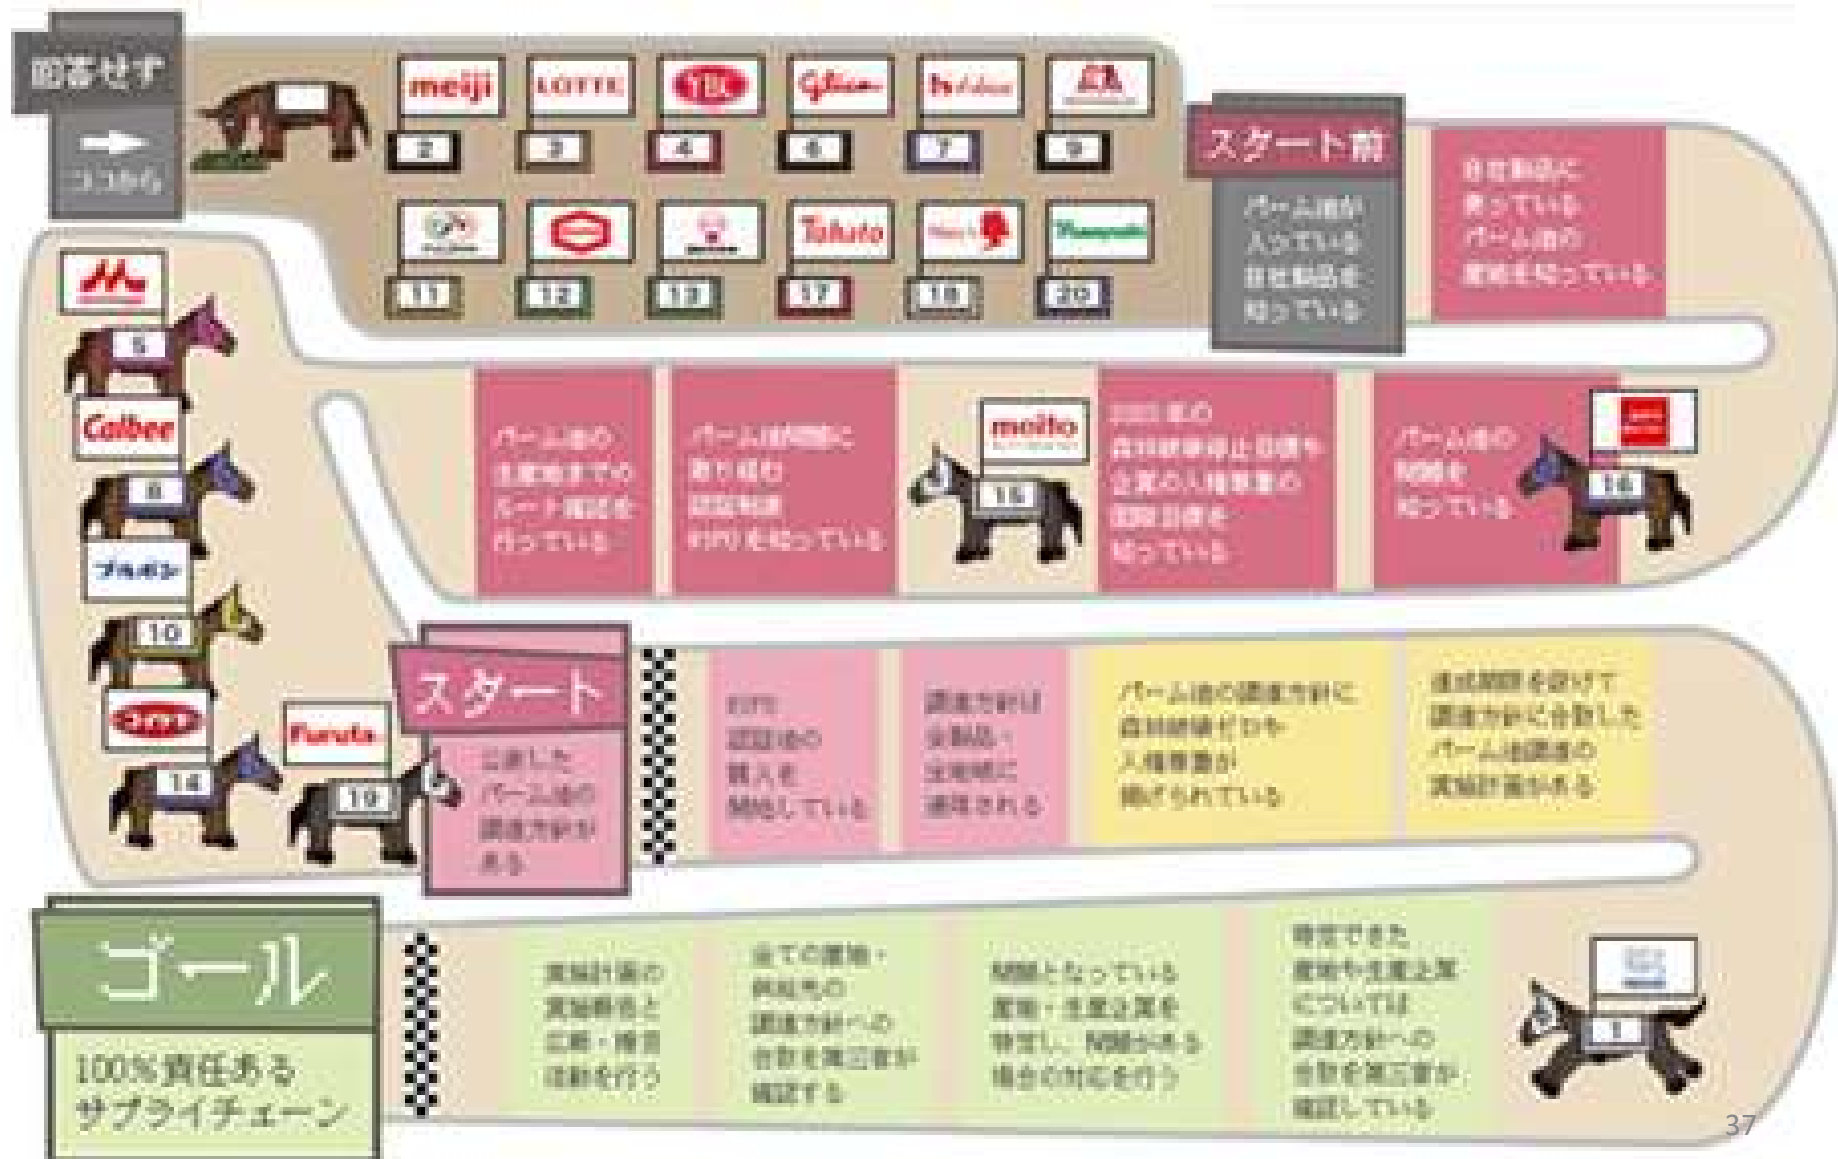 回答せず
ココから
meiji
LOTTE
YBC
Glico
2
3
4
6
7
9
Tohato
11
12
13
17
18
20
スタート前
パーム油が
入っている
自社製品を
知っている
自社製品に
使っている
パーム油の
産地を知っている
パーム油の
問題を
知っている
16
森林破壊停止目標や
企業の人権尊重の
国際目標を
知っている
meito
15
パーム油問題に
取り組む
認証制度
RSPOを知っている
パーム油の
生産地までの
ルート確認を
行っている
5
Calbee
8
ブルボン
10
コイケヤ
14
Furuta
19
スタート
公表した
パーム油の
調達方針が
ある
RSPO
認証油の
購入を
開始している
調達方針は
全製品・
全地域に
適用される
パーム油の調達方針に
森林破壊ゼロや
人権尊重が
掲げられている
達成期限を設けて
調達方針に合致した
パーム油調達の
実施計画がある
1
特定できた
産地や生産企業
については
調達方針への
合致を第三者が
確認している
問題となっている
産地・生産企業を
特定し、問題がある
場合の対応を行う
全ての産地・
供給先の
調達方針への
合致を第三者が
確認する
実施計画の
実施報告と
広報・普及
活動を行う
ゴール
100%責任ある
サプライチェーン
37